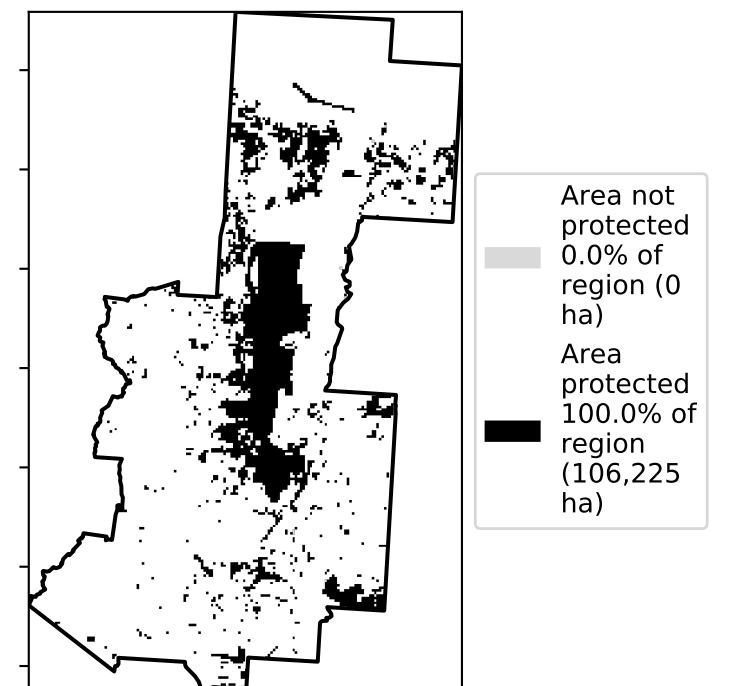 Area not
protected
0.0% of
region (0
ha)
Area
protected
100.0% of
region
(106,225
ha)